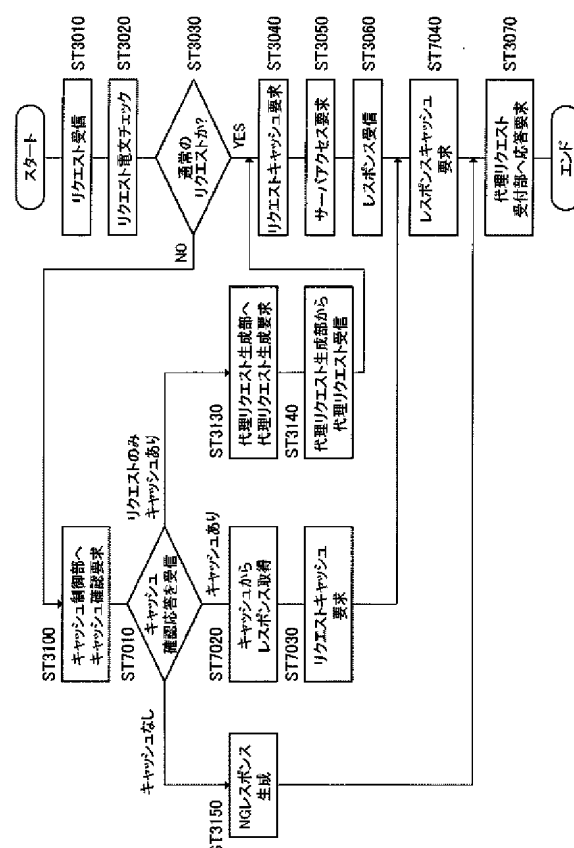 スタート
ST3010
リクエスト受信
ST3020
リクエスト電文チェック
ST3030
通常の
リクエストか?
YES
NO
ST3040
リクエストキャッシュ要求
ST3050
サーバアクセス要求
ST3060
レスポンス受信
ST7040
レスポンスキャッシュ
要求
ST3070
代理リクエスト
受付部へ応答要求
エンド
ST3100
キャッシュ制御部へ
キャッシュ確認要求
ST7010
キャッシュ
確認応答を受信
リクエストのみ
キャッシュあり
ST3130
代理リクエスト生成部へ
代理リクエスト生成要求
ST3140
代理リクエスト生成部から
代理リクエスト受信
キャッシュあり
ST7020
キャッシュから
レスポンス取得
ST7030
リクエストキャッシュ
要求
キャッシュなし
ST3150
NGレスポンス
生成